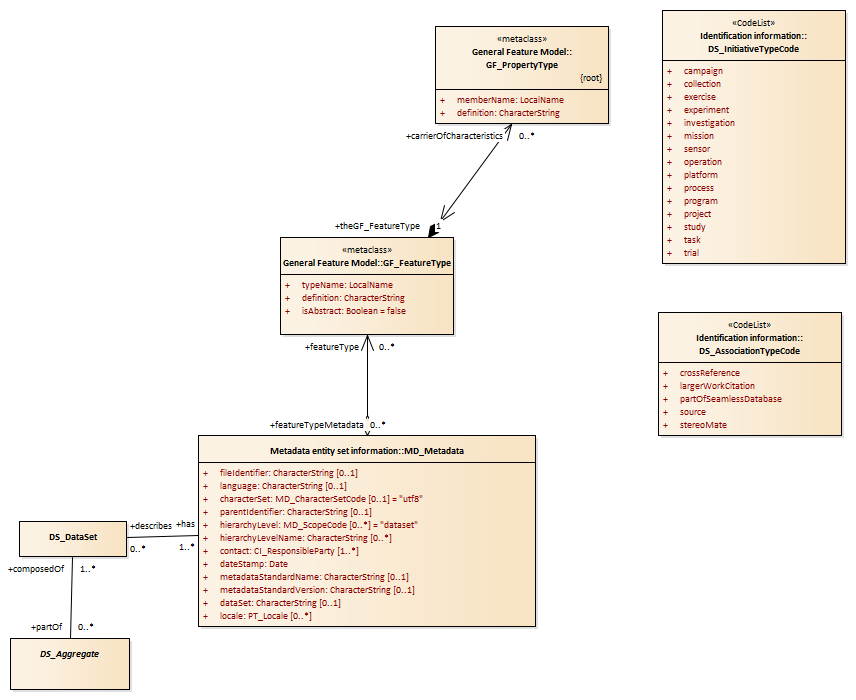 «metaclass»
General Feature Model::
GF_PropertyType
{root}
+ memberName: LocalName
+ definition: CharacterString
+carrierOfCharacteristics 0..*
+theGF_FeatureType 1
«metaclass»
General Feature Model::GF_FeatureType
+ typeName: LocalName
+ definition: CharacterString
+ isAbstract: Boolean = false
+featureType 0..*
+featureTypeMetadata 0..*
Metadata entity set information::MD_Metadata
+ fileIdentifier: CharacterString [0..1]
+ language: CharacterString [0..1]
+ characterSet: MD_CharacterSetCode [0..1] = "utf8"
+ parentIdentifier: CharacterString [0..1]
+ hierarchyLevel: MD_ScopeCode [0..*] = "dataset"
+ hierarchyLevelName: CharacterString [0..*]
+ contact: CI_ResponsibleParty [1..*]
+ dateStamp: Date
+ metadataStandardName: CharacterString [0..1]
+ metadataStandardVersion: CharacterString [0..1]
+ dataSet: CharacterString [0..1]
+ locale: PT_Locale [0..*]
+describes +has
0..* 1..*
DS_DataSet
+composedOf 1..*
+partOf 0..*
DS_Aggregate
«CodeList»
Identification information::
DS_InitiativeTypeCode
+ campaign
+ collection
+ exercise
+ experiment
+ investigation
+ mission
+ sensor
+ operation
+ platform
+ process
+ program
+ project
+ study
+ task
+ trial
«CodeList»
Identification information::
DS_AssociationTypeCode
+ crossReference
+ largerWorkCitation
+ partOfSeamlessDatabase
+ source
+ stereoMate